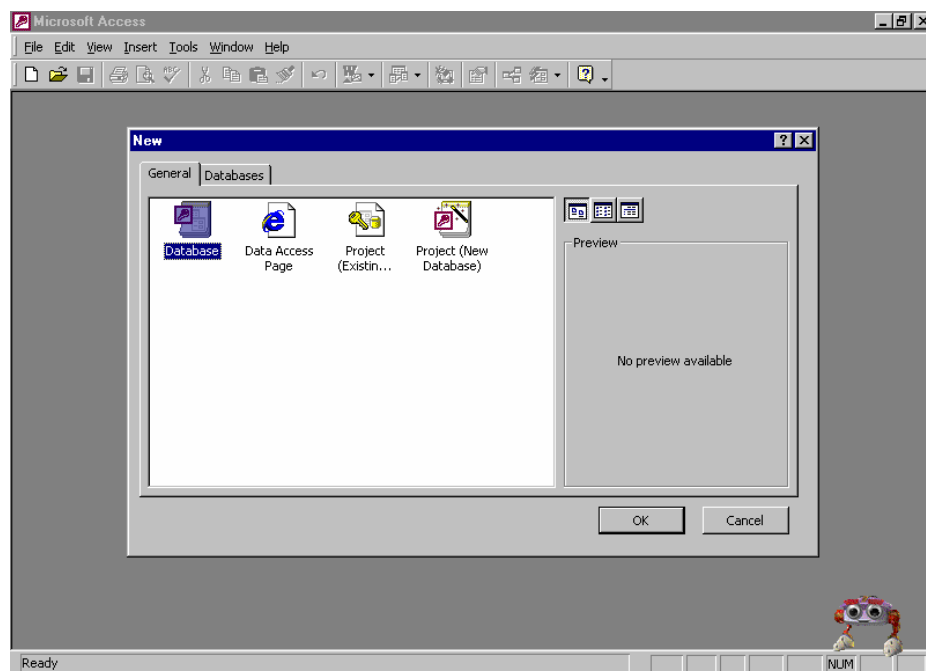 Microsoft Access
File Edit View Insert Tools Window Help
New
General Databases
Database
Data Access
Page
Project
(Existin...
Project (New
Database)
Preview
No preview available
OK Cancel
Ready NUM